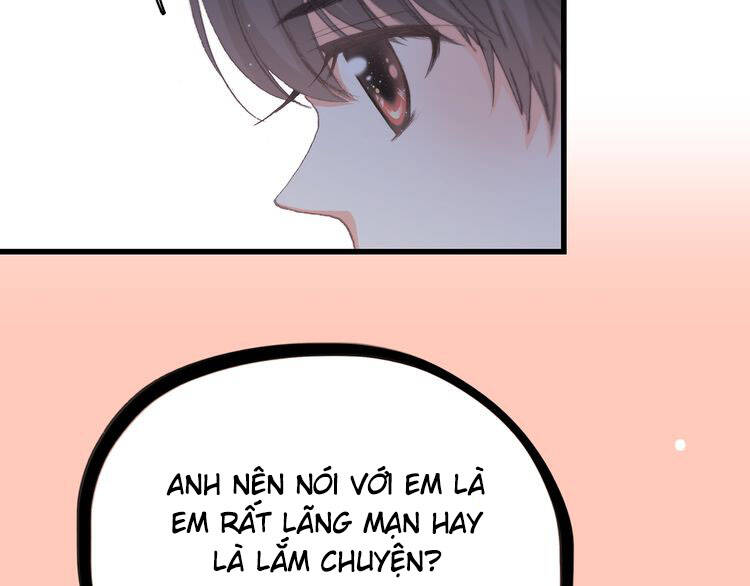 ANH NÊN NÓI VỚI EM LÀ
EM RẤT LÃNG MẠN HAY
LÀ LẮM CHUYỆN?